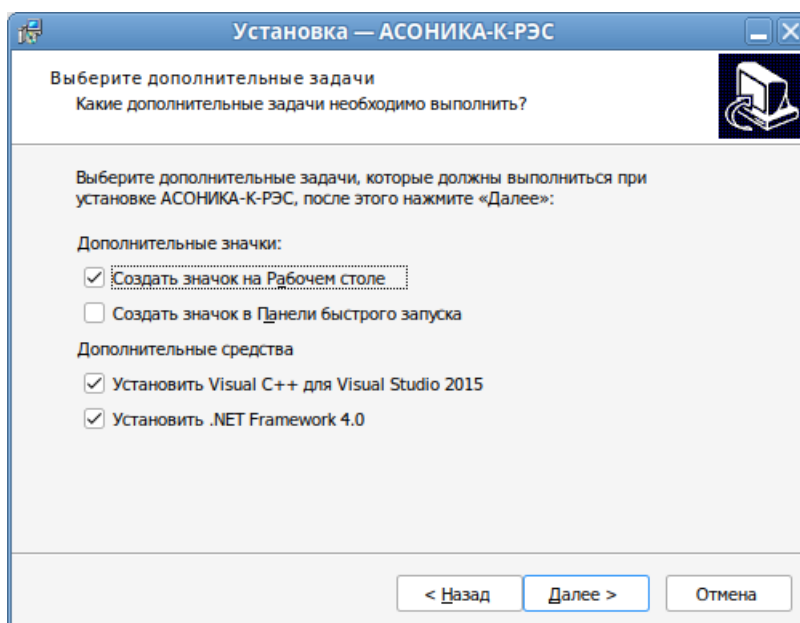 Установка — АСОНИКА-К-РЭС
Выберите дополнительные задачи
Какие дополнительные задачи необходимо выполнить?
Выберите дополнительные задачи, которые должны выполниться при
установке АСОНИКА-К-РЭС, после этого нажмите «Далее»:
Дополнительные значки:
Создать значок на Рабочем столе
Создать значок в Панели быстрого запуска
Дополнительные средства
Установить Visual C++ для Visual Studio 2015
Установить .NET Framework 4.0
< Назад Далее > Отмена